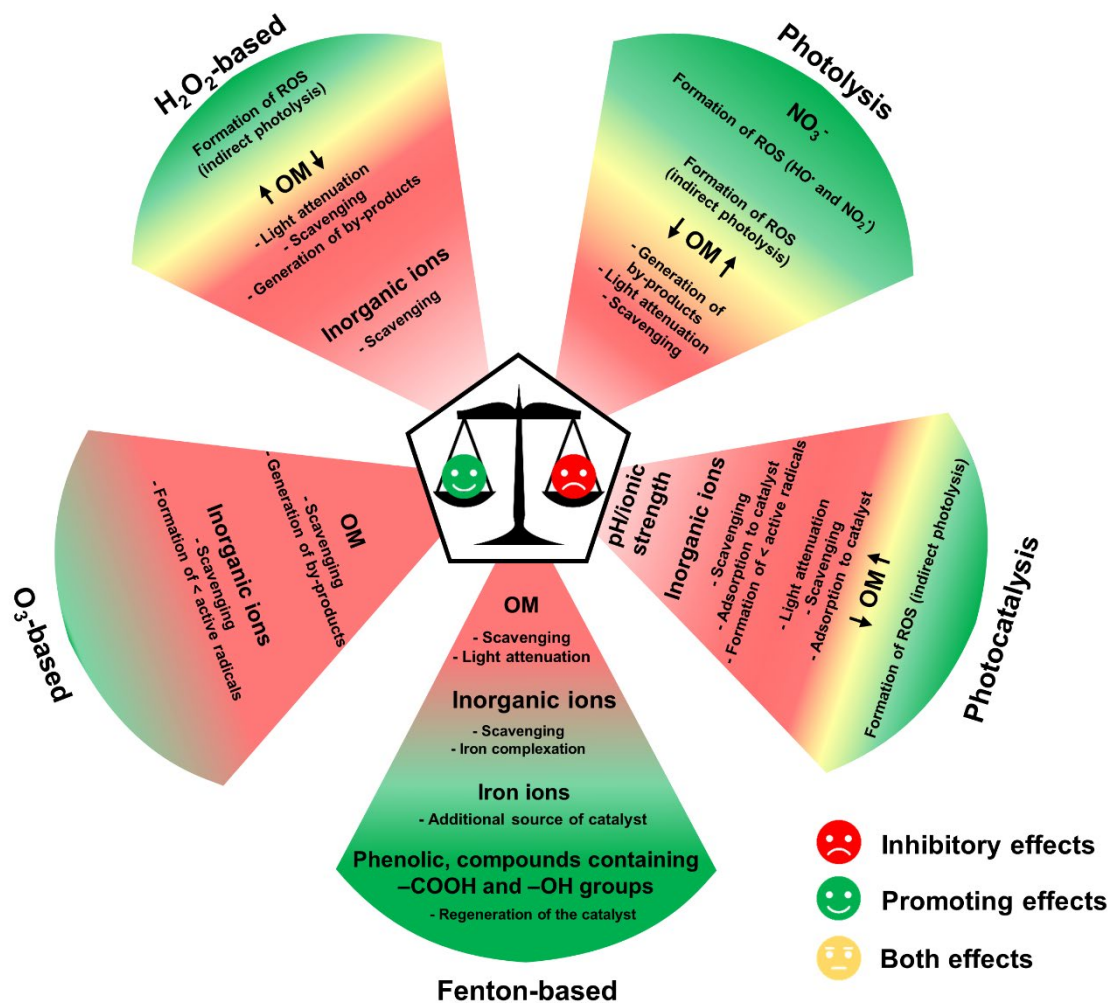 H₂O₂-based
Formation of ROS
(indirect photolysis)
↑ OM ↓
- Light attenuation
- Scavenging
- Generation of by-products
Inorganic ions
- Scavenging
Photolysis
NO₃⁻
Formation of ROS (HO• and NO₂•)
Formation of ROS
(indirect photolysis)
↓ OM ↑
- Generation of
by-products
- Light attenuation
- Scavenging
O₃-based
OM
- Scavenging
- Generation of by-products
Inorganic ions
- Scavenging
- Formation of < active radicals
pH/ionic
strength
Inorganic ions
- Scavenging
- Adsorption to catalyst
- Formation of < active radicals
- Light attenuation
- Scavenging
- Adsorption to catalyst
↓ OM ↑
Formation of ROS (indirect photolysis)
Photocatalysis
OM
- Scavenging
- Light attenuation
Inorganic ions
- Scavenging
- Iron complexation
Iron ions
- Additional source of catalyst
Phenolic, compounds containing
–COOH and –OH groups
- Regeneration of the catalyst
Fenton-based
Inhibitory effects
Promoting effects
Both effects